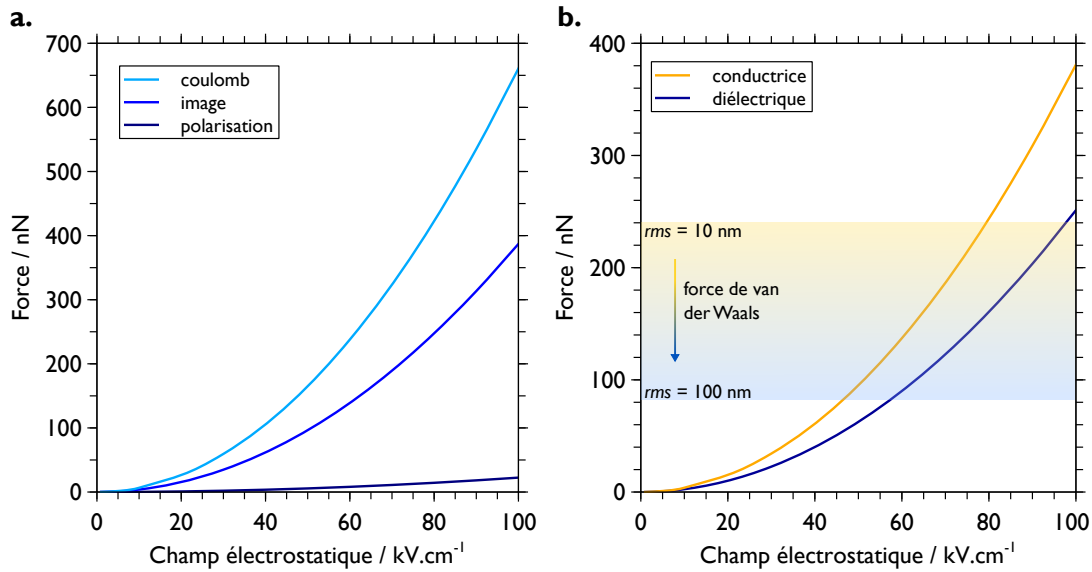 a.
700
600
500
400
300
200
100
0
Force / nN
coulomb
image
polarisation
0 20 40 60 80 100
Champ électrostatique / kV.cm-1
b.
400
380
200
100
0
Force / nN
conductrice
diélectrique
rms = 10 nm
force de van
der Waals
rms = 100 nm
0 20 40 60 80 100
Champ électrostatique / kV.cm-1